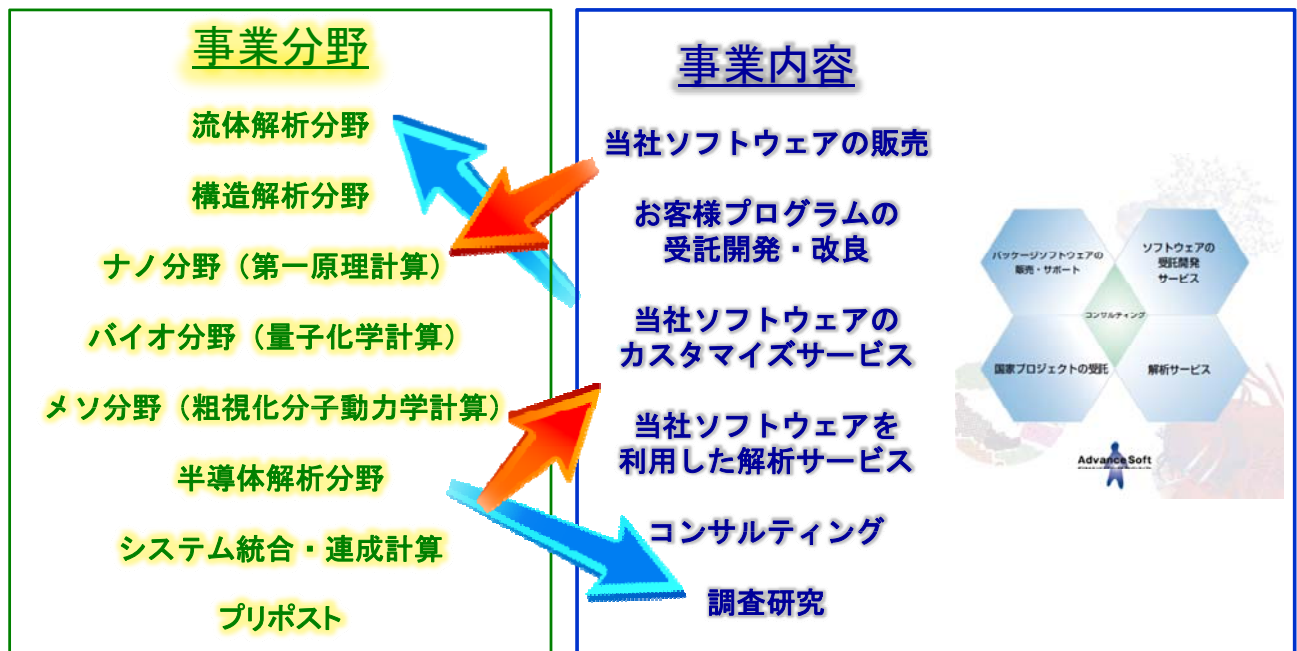 事業分野
流体解析分野
構造解析分野
ナノ分野（第一原理計算）
バイオ分野（量子化学計算）
メソ分野（粗視化分子動力学計算）
半導体解析分野
システム統合・連成計算
プリポスト
事業内容
当社ソフトウェアの販売
お客様プログラムの
受託開発・改良
当社ソフトウェアの
カスタマイズサービス
当社ソフトウェアを
利用した解析サービス
コンサルティング
調査研究
パッケージソフトウェアの
販売・サポート
ソフトウェアの
受託開発
サービス
コンサルティング
国家プロジェクトの受託
解析サービス
AdvanceSoft